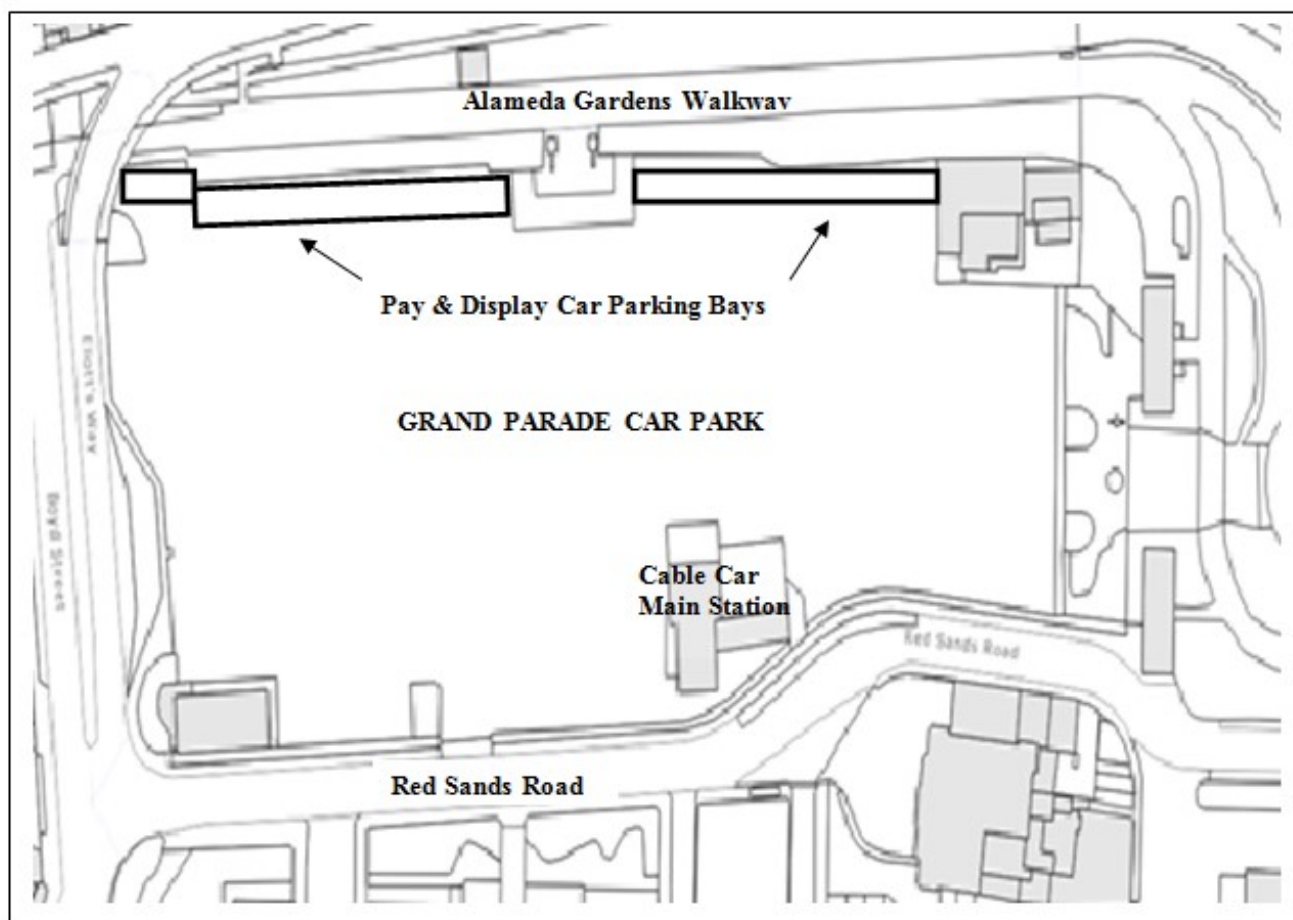 Alameda Gardens Walkway
Pay & Display Car Parking Bays
GRAND PARADE CAR PARK
Elliott's Way
Boyd Street
Cable Car
Main Station
Red Sands Road
Red Sands Road